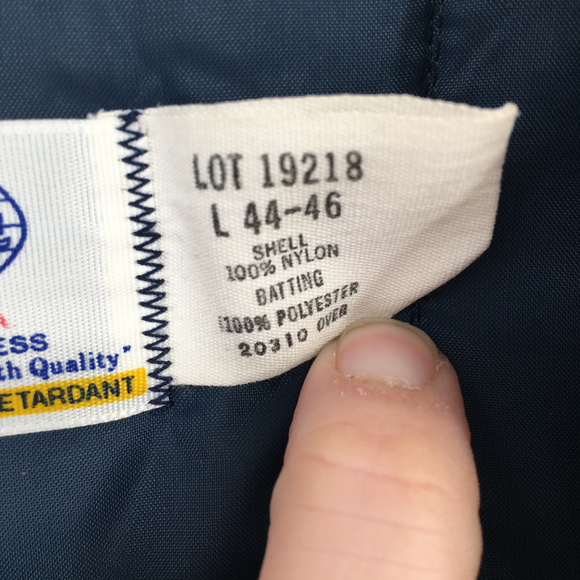 LOT 19218
L 44-46
SHELL
100% NYLON
BATTING
100% POLYESTER
20310 OVER
ESS
th Quality"
ETARDANT